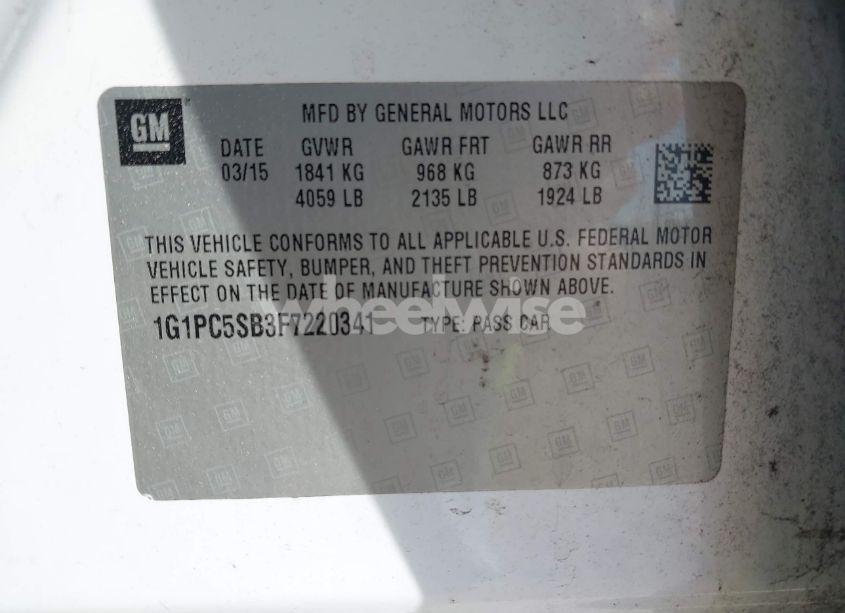 GM
MFD BY GENERAL MOTORS LLC
DATE GVWR GAWR FRT GAWR RR
03/15 1841 KG 968 KG 873 KG
4059 LB 2135 LB 1924 LB
THIS VEHICLE CONFORMS TO ALL APPLICABLE U.S. FEDERAL MOTOR
VEHICLE SAFETY, BUMPER, AND THEFT PREVENTION STANDARDS IN
EFFECT ON THE DATE OF MANUFACTURE SHOWN ABOVE.
wheelwise
1G1PC5SB3F7220341 TYPE: PASS CAR